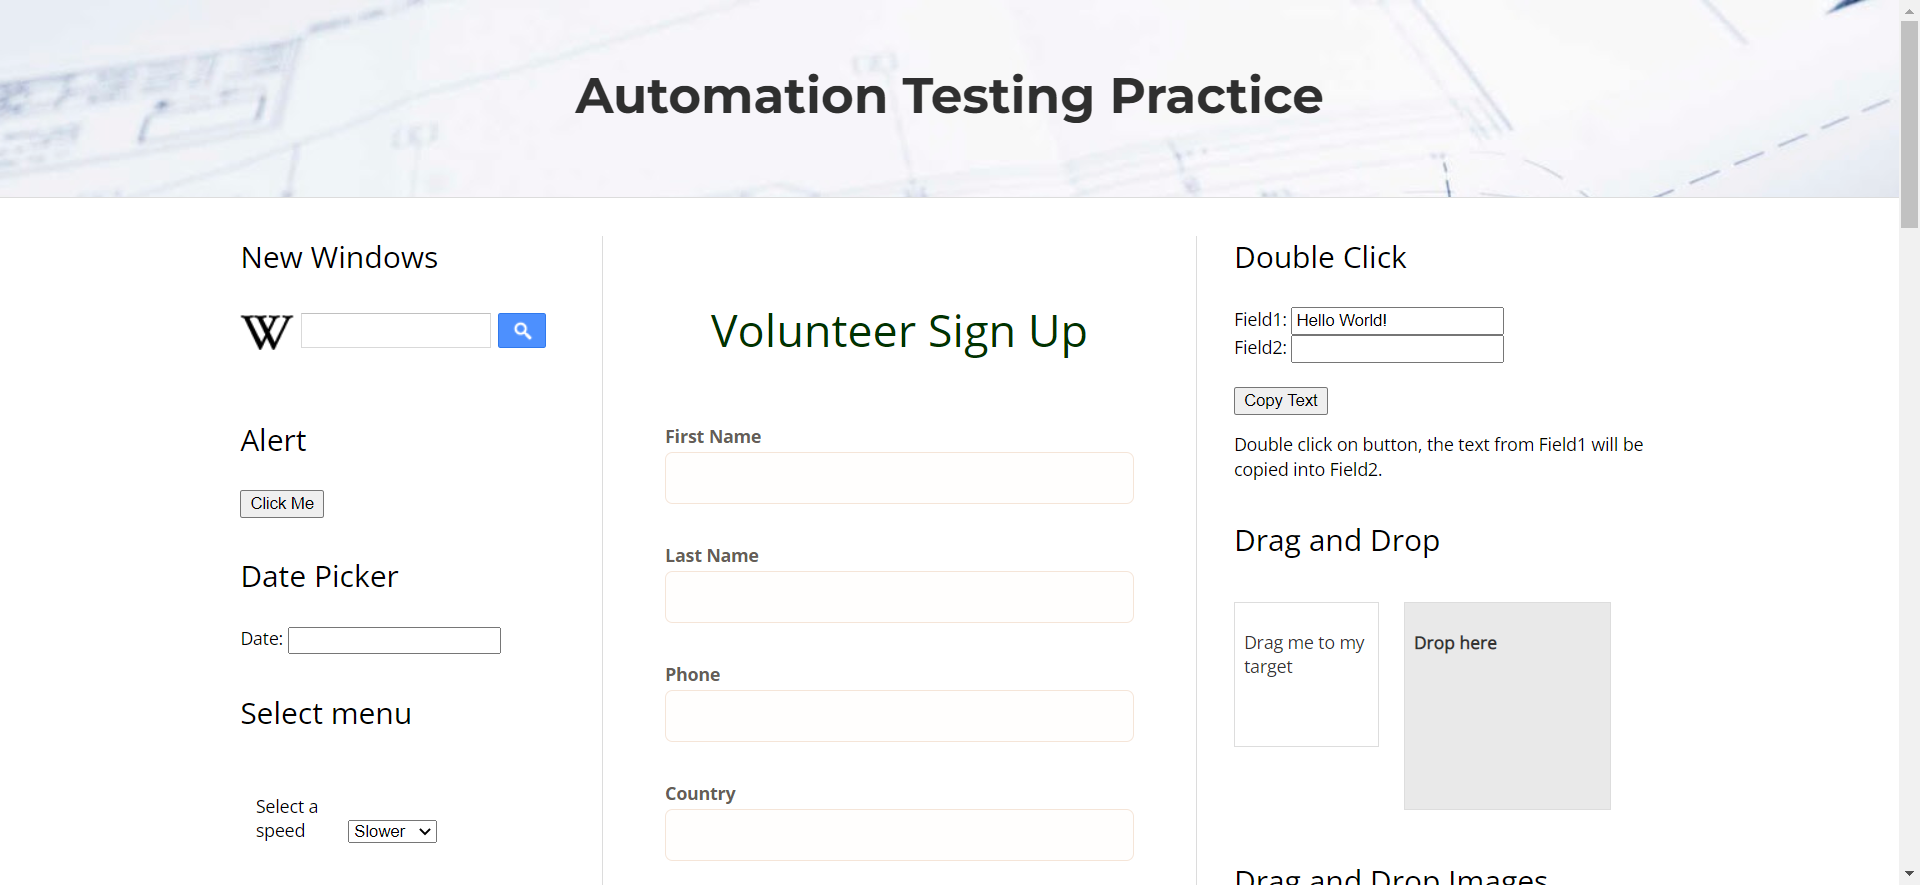 Automation Testing Practice
New Windows
W
Alert
Click Me
Date Picker
Date:
Select menu
Select a
speed
Slower
Volunteer Sign Up
First Name
Last Name
Phone
Country
Double Click
Field1: Hello World!
Field2:
Copy Text
Double click on button, the text from Field1 will be
copied into Field2.
Drag and Drop
Drag me to my
target
Drop here
Drag and Drop Images